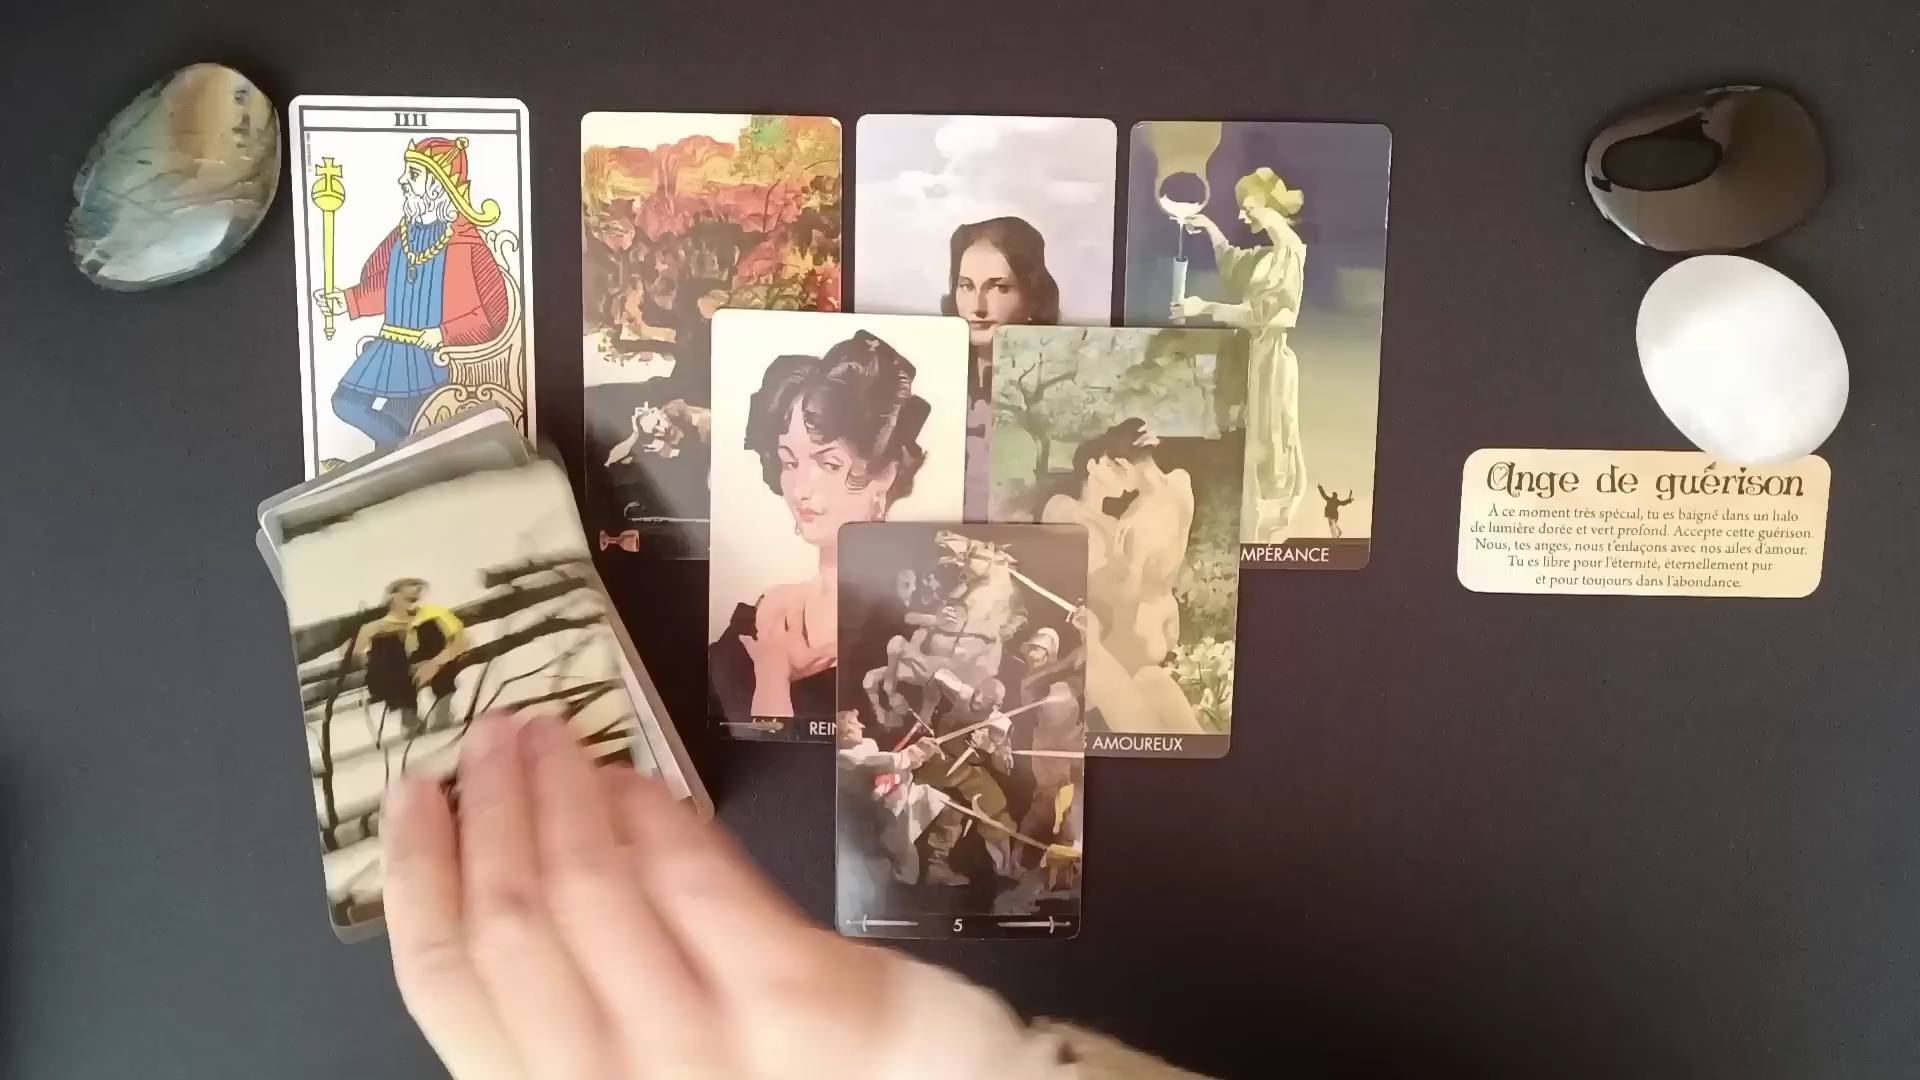 IIII
MPÉRANCE
REIN
AMOUREUX
5
Ange de guérison
À ce moment très spécial, tu es baigné dans un halo
de lumière dorée et vert profond. Accepte cette guérison.
Nous, tes anges, nous t'enlaçons avec nos ailes d'amour.
Tu es libre pour l'éternité, éternellement pur
et pour toujours dans l'abondance.